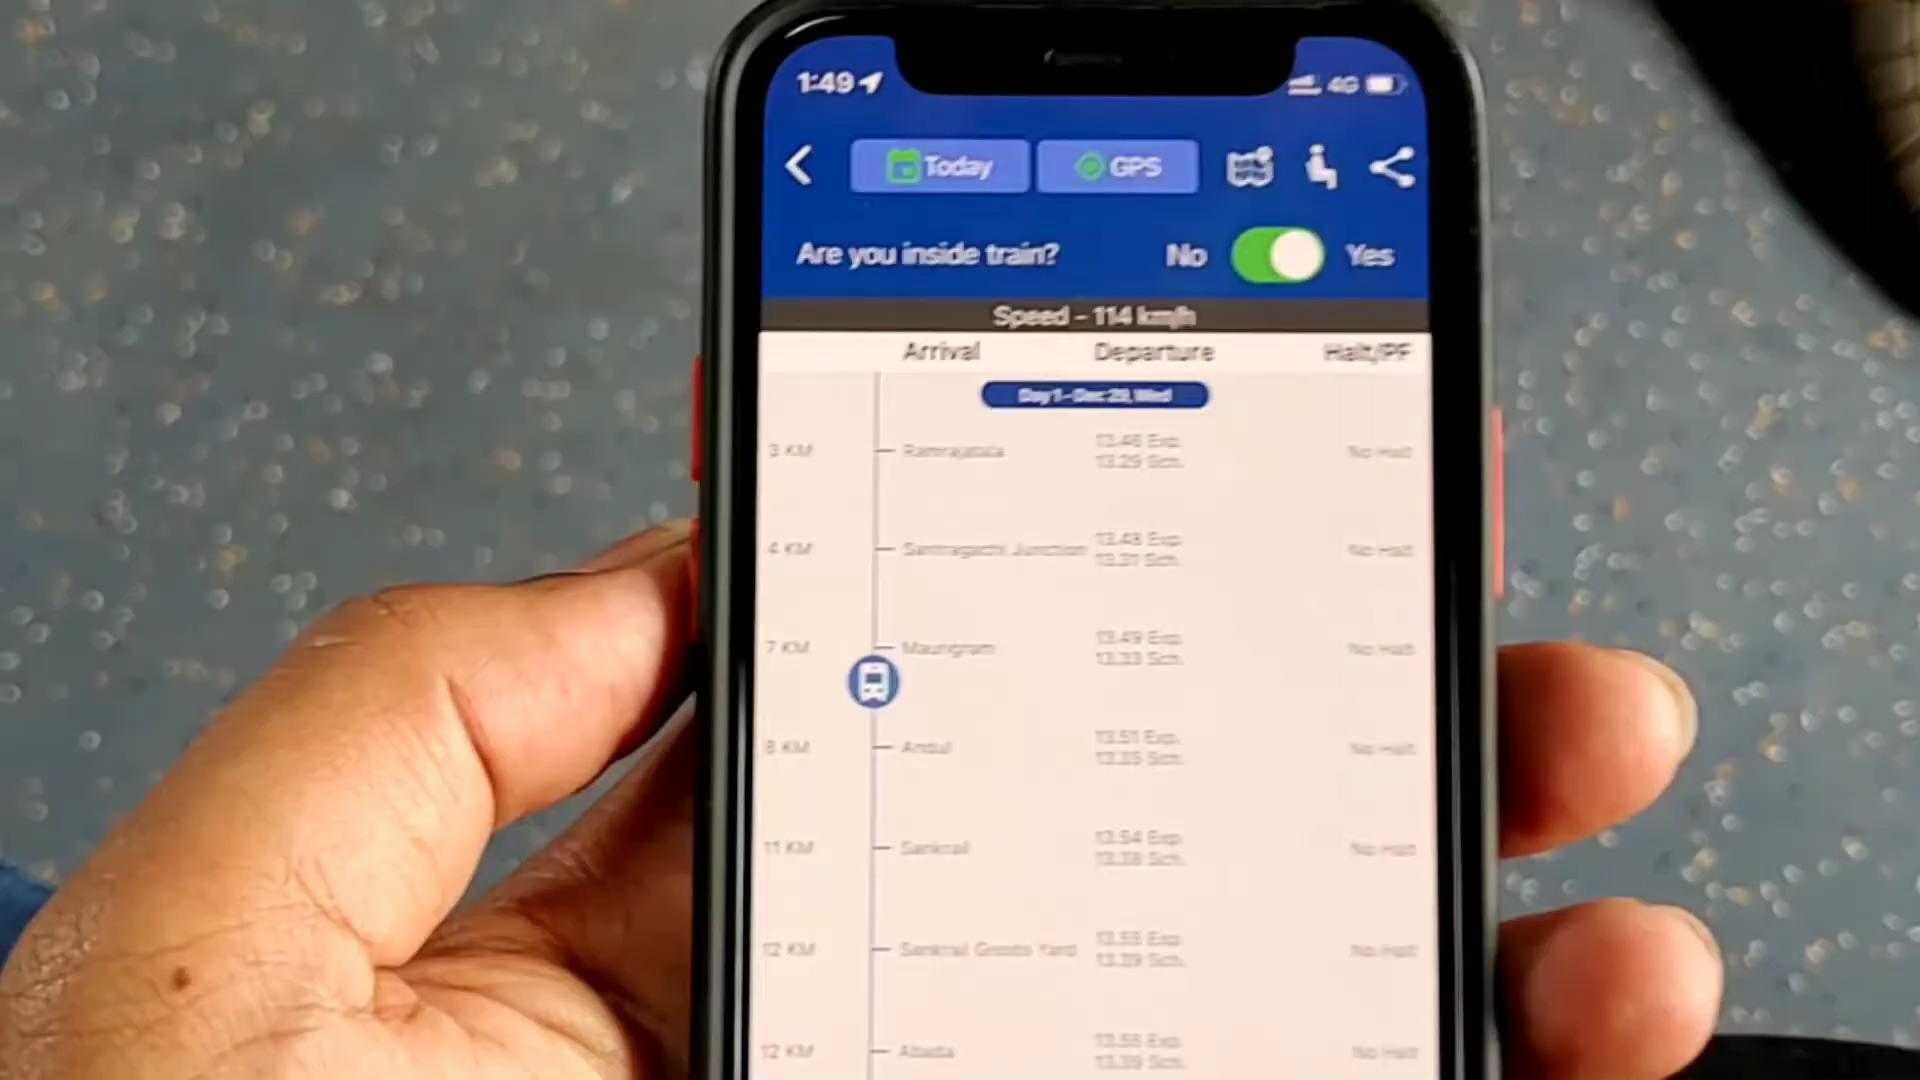 1:49 4G
Today GPS
Are you inside train? No Yes
Speed - 114 km/h
Arrival Departure Halt/PF
Day 1 - Dec 29, Wed
3 KM Ramrajatala 13.46 Exp. No Halt
13.29 Sch.
4 KM Santragachi Junction 13.48 Exp. No Halt
13.31 Sch.
7 KM Maurigram 13.49 Exp. No Halt
13.33 Sch.
8 KM Andul 13.51 Exp. No Halt
13.35 Sch.
11 KM Sankrail 13.54 Exp. No Halt
13.38 Sch.
12 KM Sankrail Goods Yard 13.55 Exp. No Halt
13.39 Sch.
12 KM Abada 13.55 Exp. No Halt
13.39 Sch.